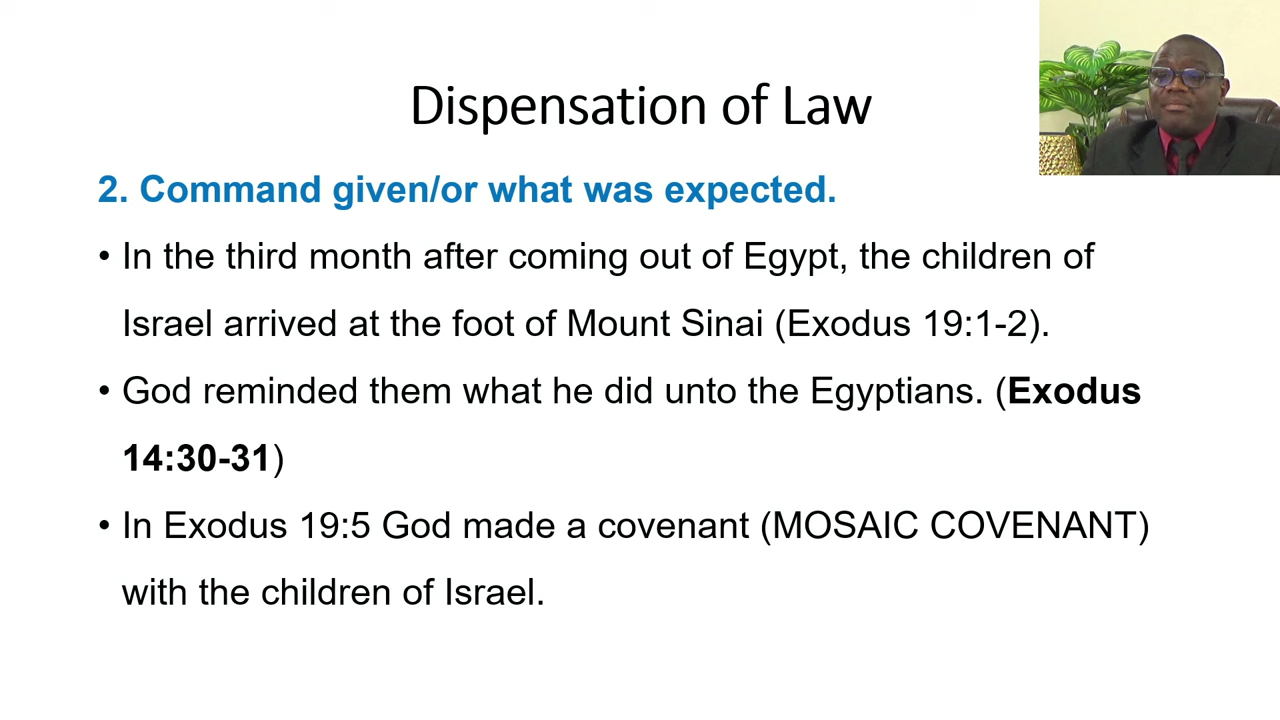 Dispensation of Law
2. Command given/or what was expected.
• In the third month after coming out of Egypt, the children of
Israel arrived at the foot of Mount Sinai (Exodus 19:1-2).
• God reminded them what he did unto the Egyptians. (Exodus
14:30-31)
• In Exodus 19:5 God made a covenant (MOSAIC COVENANT)
with the children of Israel.